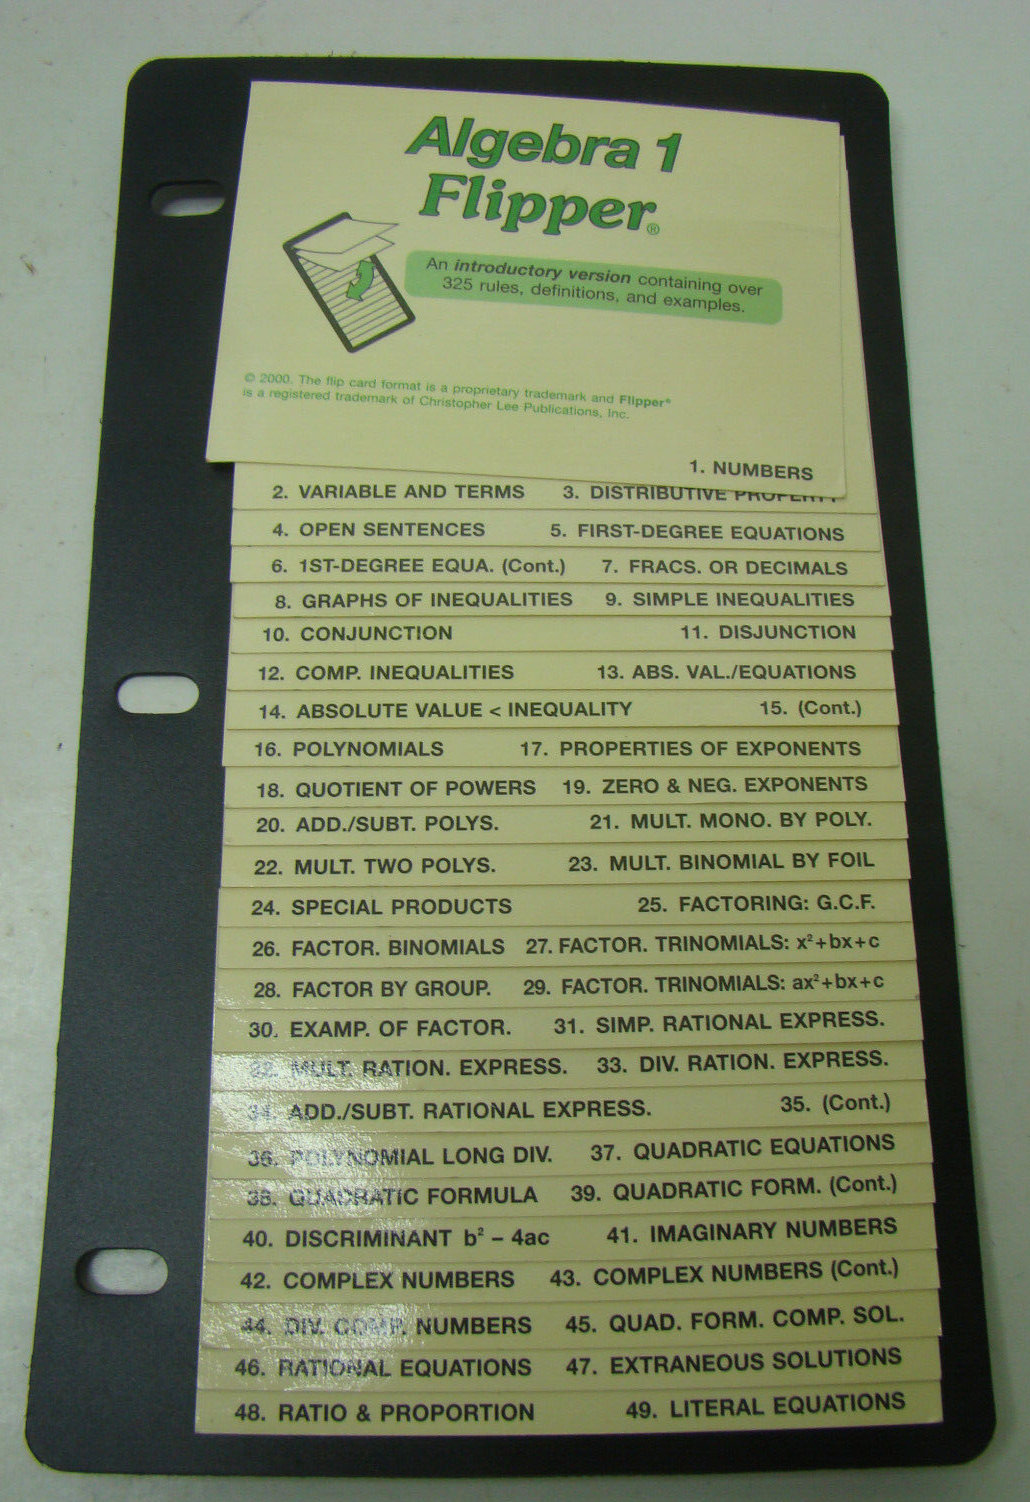 Algebra 1
Flipper®
An introductory version containing over
325 rules, definitions, and examples.
© 2000. The flip card format is a proprietary trademark and Flipper®
is a registered trademark of Christopher Lee Publications, Inc.
1. NUMBERS
2. VARIABLE AND TERMS 3. DISTRIBUTIVE PROPERTY
4. OPEN SENTENCES 5. FIRST-DEGREE EQUATIONS
6. 1ST-DEGREE EQUA. (Cont.) 7. FRACS. OR DECIMALS
8. GRAPHS OF INEQUALITIES 9. SIMPLE INEQUALITIES
10. CONJUNCTION 11. DISJUNCTION
12. COMP. INEQUALITIES 13. ABS. VAL./EQUATIONS
14. ABSOLUTE VALUE < INEQUALITY 15. (Cont.)
16. POLYNOMIALS 17. PROPERTIES OF EXPONENTS
18. QUOTIENT OF POWERS 19. ZERO & NEG. EXPONENTS
20. ADD./SUBT. POLYS. 21. MULT. MONO. BY POLY.
22. MULT. TWO POLYS. 23. MULT. BINOMIAL BY FOIL
24. SPECIAL PRODUCTS 25. FACTORING: G.C.F.
26. FACTOR. BINOMIALS 27. FACTOR. TRINOMIALS: x²+bx+c
28. FACTOR BY GROUP. 29. FACTOR. TRINOMIALS: ax²+bx+c
30. EXAMP. OF FACTOR. 31. SIMP. RATIONAL EXPRESS.
32. MULT. RATION. EXPRESS. 33. DIV. RATION. EXPRESS.
34. ADD./SUBT. RATIONAL EXPRESS. 35. (Cont.)
36. POLYNOMIAL LONG DIV. 37. QUADRATIC EQUATIONS
38. QUADRATIC FORMULA 39. QUADRATIC FORM. (Cont.)
40. DISCRIMINANT b² – 4ac 41. IMAGINARY NUMBERS
42. COMPLEX NUMBERS 43. COMPLEX NUMBERS (Cont.)
44. DIV. COMP. NUMBERS 45. QUAD. FORM. COMP. SOL.
46. RATIONAL EQUATIONS 47. EXTRANEOUS SOLUTIONS
48. RATIO & PROPORTION 49. LITERAL EQUATIONS